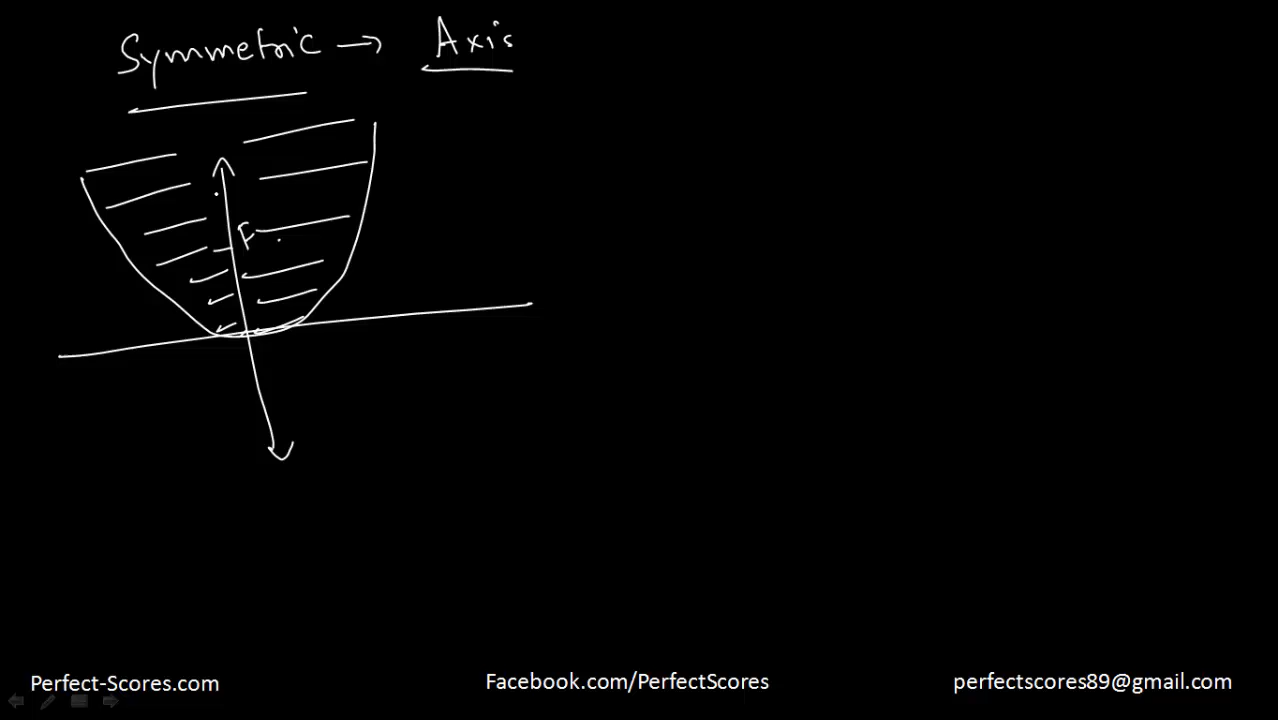 Symmetric → Axis
F
Perfect-Scores.com
Facebook.com/PerfectScores
perfectscores89@gmail.com